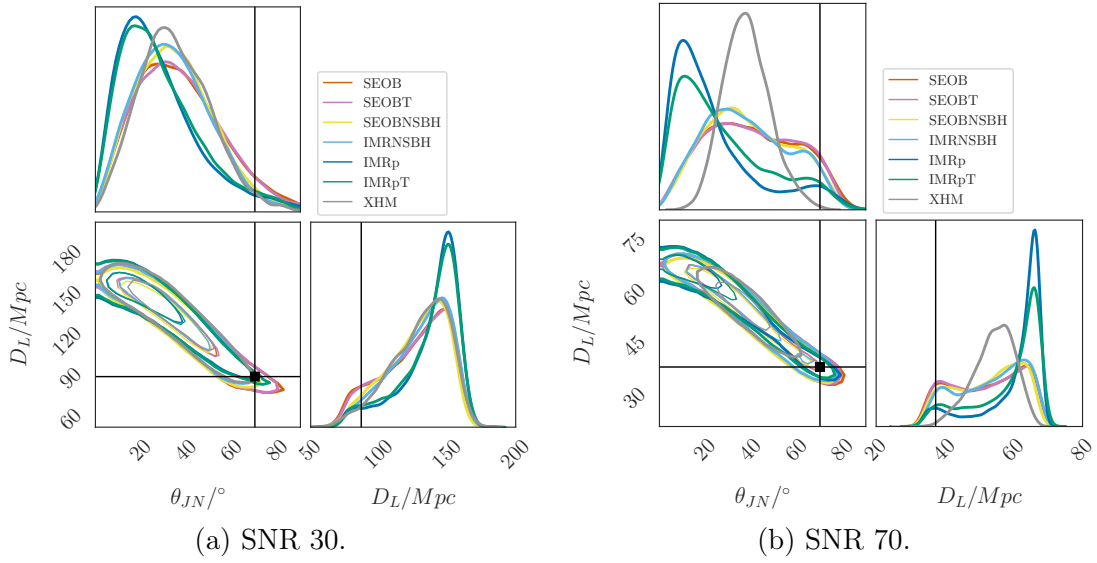 SEOB
SEOBT
SEOBNSBH
IMRNSBH
IMRp
IMRpT
XHM
180
150
120
90
60
D_L/Mpc
20
40
60
80
θ_JN/°
50
100
150
200
D_L/Mpc
(a) SNR 30.
SEOB
SEOBT
SEOBNSBH
IMRNSBH
IMRp
IMRpT
XHM
75
60
45
30
D_L/Mpc
20
40
60
80
θ_JN/°
20
40
60
80
D_L/Mpc
(b) SNR 70.